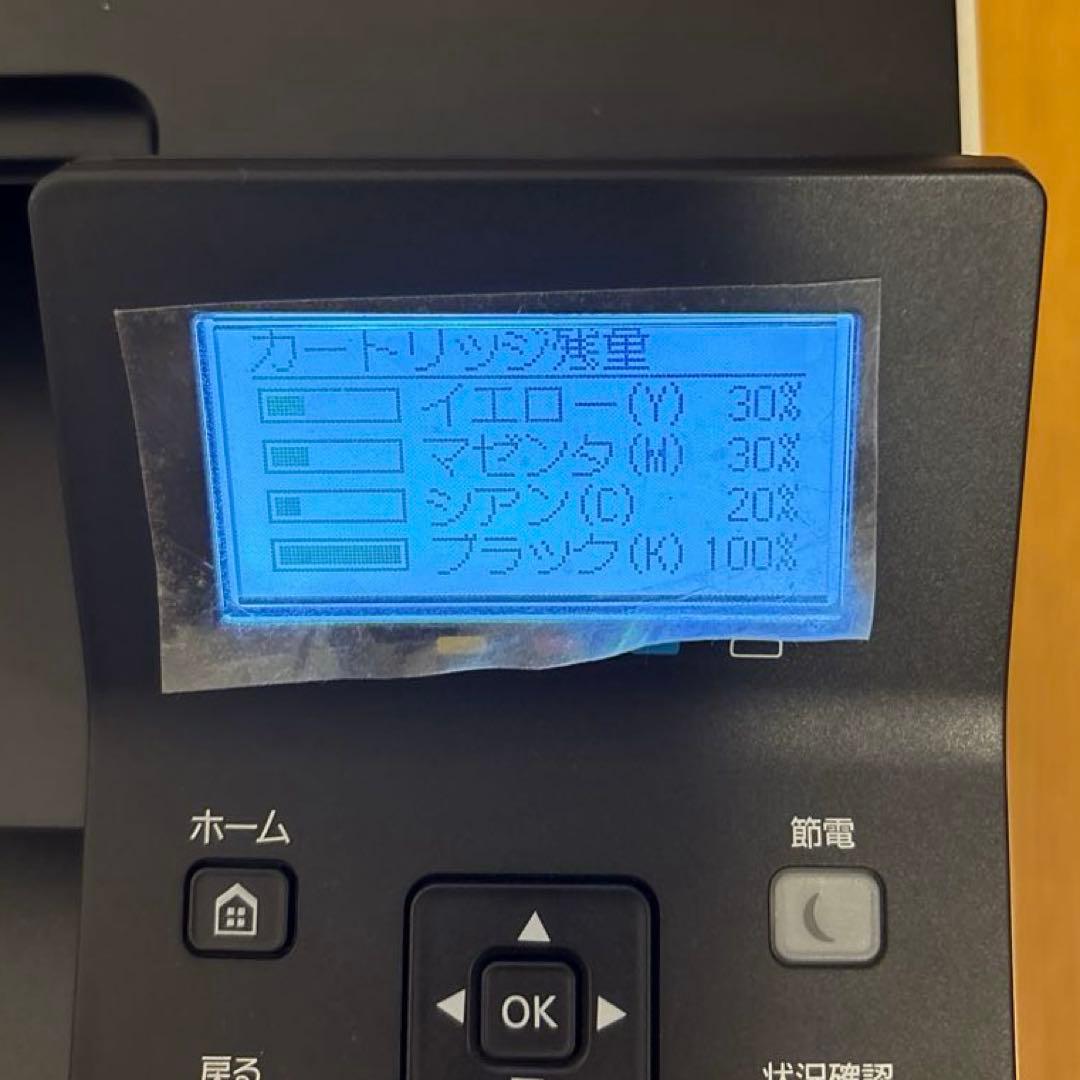 カートリッジ残量
イエロー(Y) 30%
マゼンタ(M) 30%
シアン(C) 20%
ブラック(K) 100%
ホーム
節電
OK
戻る
状況確認